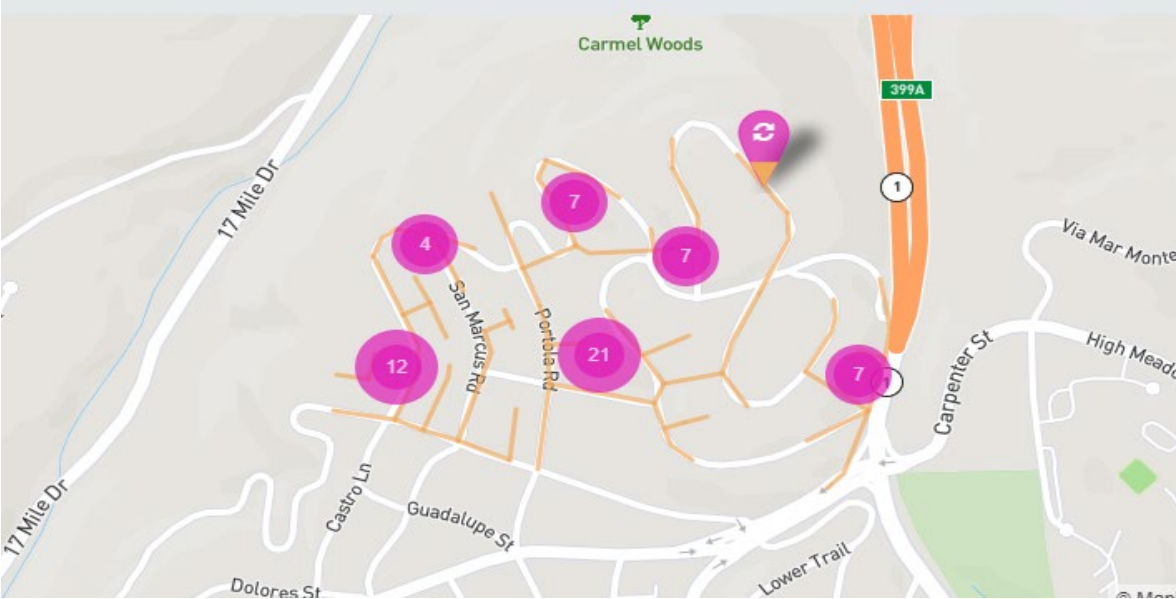 Carmel Woods
399A
1
17 Mile Dr
Via Mar Monte
7
4
7
San Marcus Rd
Portola Rd
21
12
7
1
Carpenter St
High Meado
17 Mile Dr
Castro Ln
Guadalupe St
Lower Trail
Dolores St